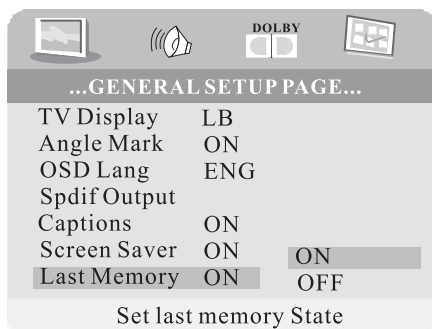 DOLBY
...GENERAL SETUP PAGE...
TV Display LB
Angle Mark ON
OSD Lang ENG
Spdif Output
Captions ON
Screen Saver ON ON
Last Memory ON OFF
Set last memory State